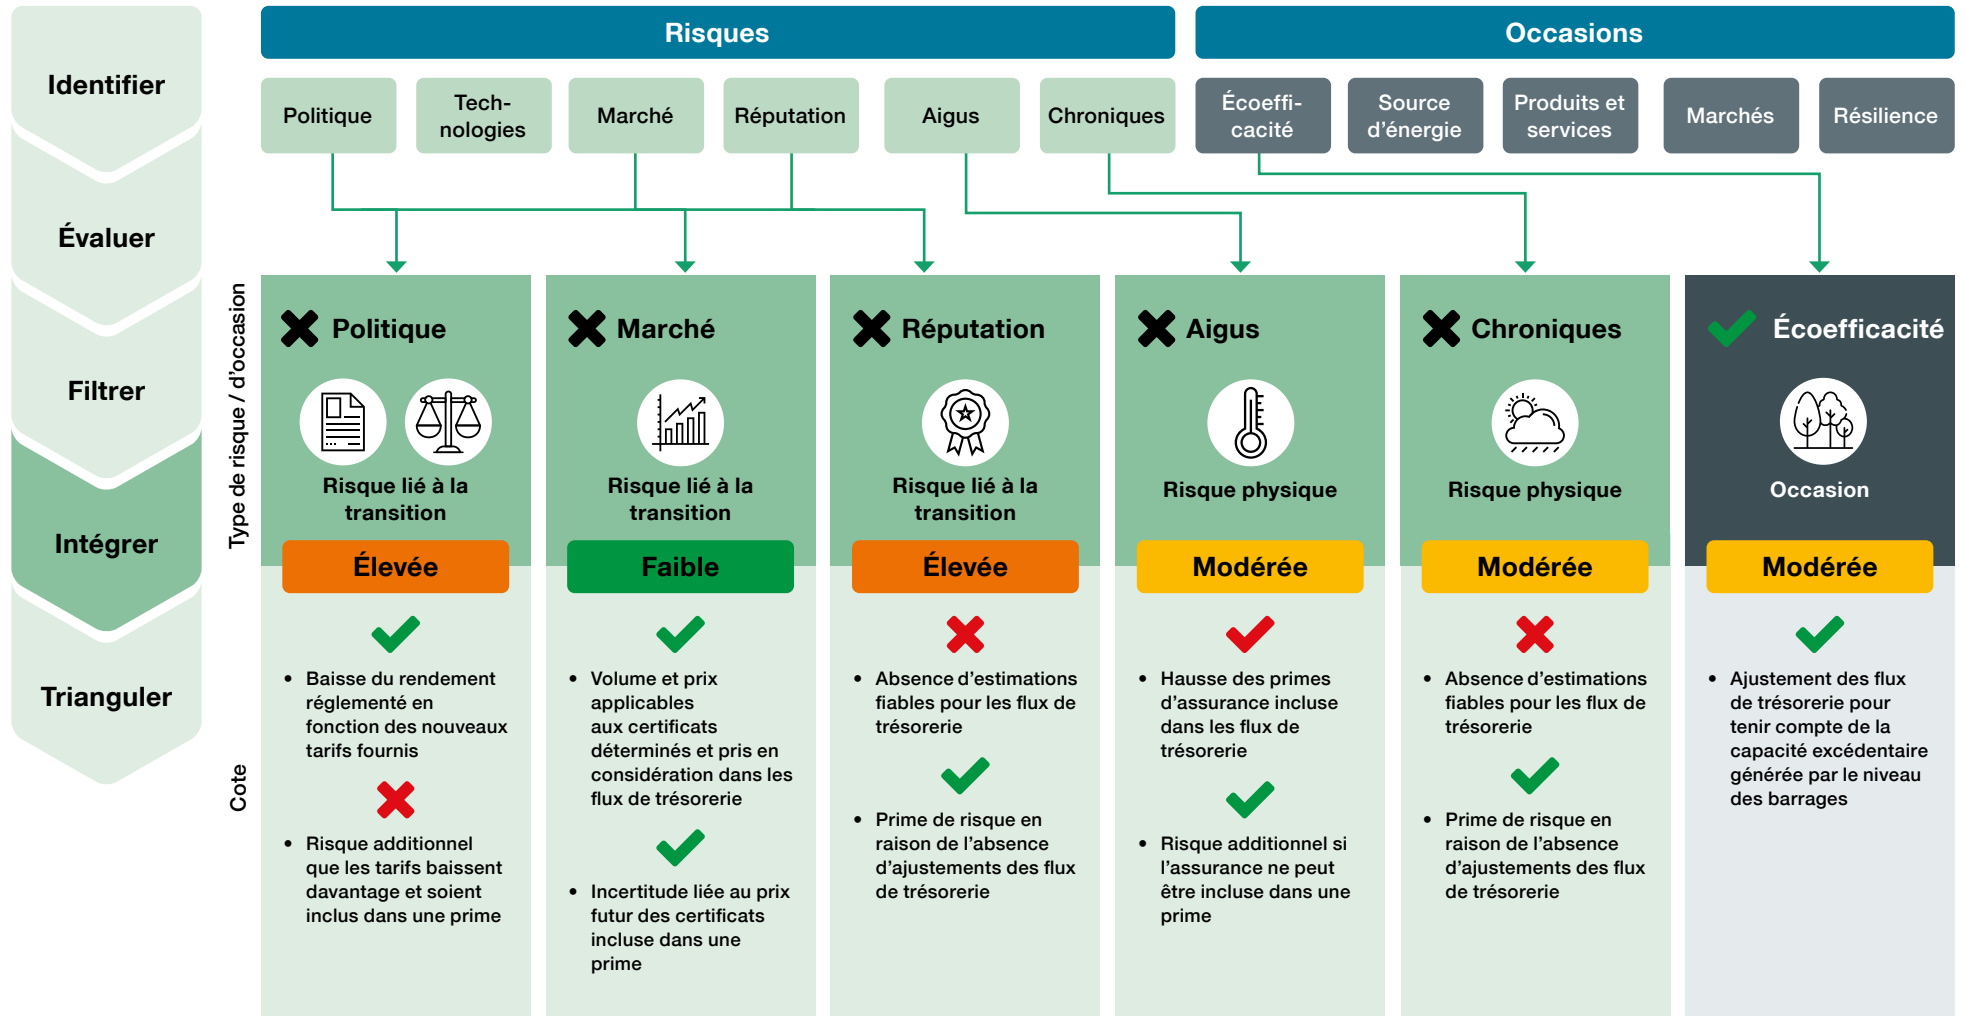 Identifier
Évaluer
Filtrer
Intégrer
Trianguler
Risques
Occasions
Politique
Tech-
nologies
Marché
Réputation
Aigus
Chroniques
Écoeffi-
cacité
Source
d'énergie
Produits et
services
Marchés
Résilience
Type de risque / d'occasion
Cote
Politique
Risque lié à la
transition
Élevée
• Baisse du rendement
réglementé en
fonction des nouveaux
tarifs fournis
• Risque additionnel
que les tarifs baissent
davantage et soient
inclus dans une prime
Marché
Risque lié à la
transition
Faible
• Volume et prix
applicables
aux certificats
déterminés et pris en
considération dans les
flux de trésorerie
• Incertitude liée au prix
futur des certificats
incluse dans une
prime
Réputation
Risque lié à la
transition
Élevée
• Absence d'estimations
fiables pour les flux de
trésorerie
• Prime de risque en
raison de l'absence
d'ajustements des flux
de trésorerie
Aigus
Risque physique
Modérée
• Hausse des primes
d'assurance incluse
dans les flux de
trésorerie
• Risque additionnel si
l'assurance ne peut
être incluse dans une
prime
Chroniques
Risque physique
Modérée
• Absence d'estimations
fiables pour les flux de
trésorerie
• Prime de risque en
raison de l'absence
d'ajustements des flux
de trésorerie
Écoefficacité
Occasion
Modérée
• Ajustement des flux
de trésorerie pour
tenir compte de la
capacité excédentaire
générée par le niveau
des barrages